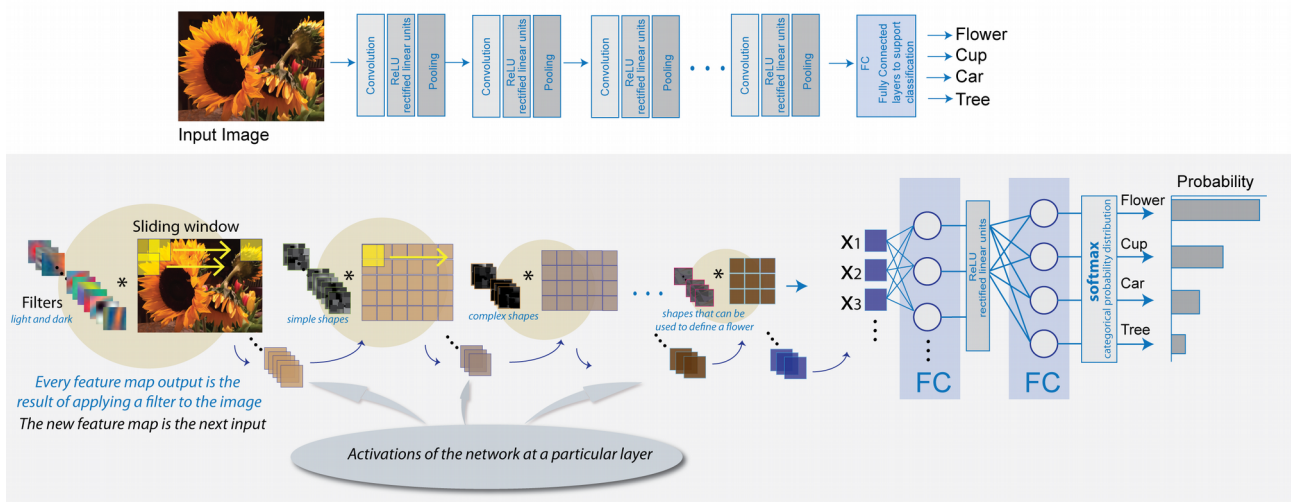 Input Image
Convolution
ReLU
rectified linear units
Pooling
Convolution
ReLU
rectified linear units
Pooling
Convolution
ReLU
rectified linear units
Pooling
Convolution
ReLU
rectified linear units
Pooling
FC
Fully Connected
layers to support
classification
Flower
Cup
Car
Tree
Sliding window
Filters
light and dark
*
simple shapes
*
complex shapes
*
shapes that can be
used to define a flower
*
Every feature map output is the
result of applying a filter to the image
The new feature map is the next input
Activations of the network at a particular layer
X1
X2
X3
FC
ReLU
rectified linear units
FC
softmax
categorical probability distribution
Probability
Flower
Cup
Car
Tree